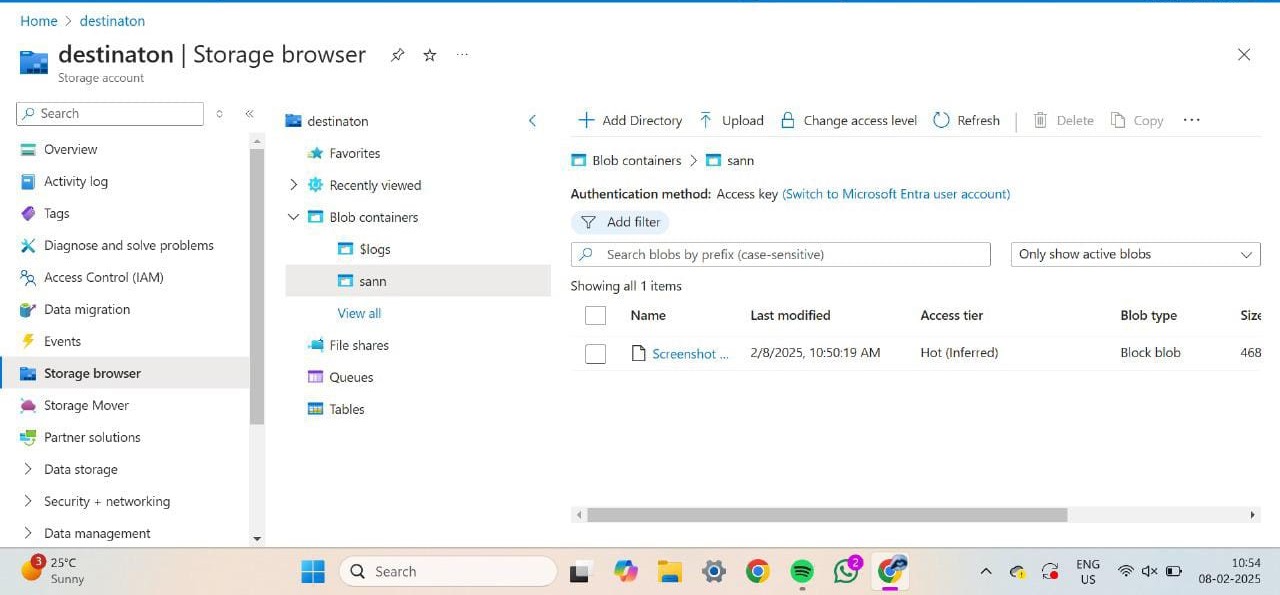 Home > destinaton
destinaton | Storage browser
Storage account
Search
Overview
Activity log
Tags
Diagnose and solve problems
Access Control (IAM)
Data migration
Events
Storage browser
Storage Mover
Partner solutions
Data storage
Security + networking
Data management
destinaton
Favorites
Recently viewed
Blob containers
$logs
sann
View all
File shares
Queues
Tables
Add Directory Upload Change access level Refresh Delete Copy
Blob containers > sann
Authentication method: Access key (Switch to Microsoft Entra user account)
Add filter
Search blobs by prefix (case-sensitive) Only show active blobs
Showing all 1 items
Name Last modified Access tier Blob type Size
Screenshot ... 2/8/2025, 10:50:19 AM Hot (Inferred) Block blob 468
3 25°C
Sunny
Search
2
ENG
US
10:54
08-02-2025